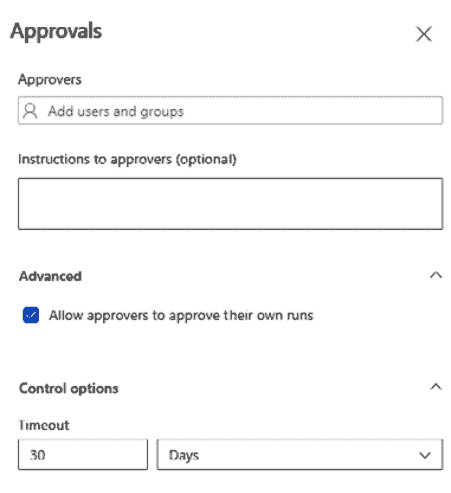 Approvals
Approvers
Add users and groups
Instructions to approvers (optional)
Advanced
Allow approvers to approve their own runs
Control options
Timeout
30
Days